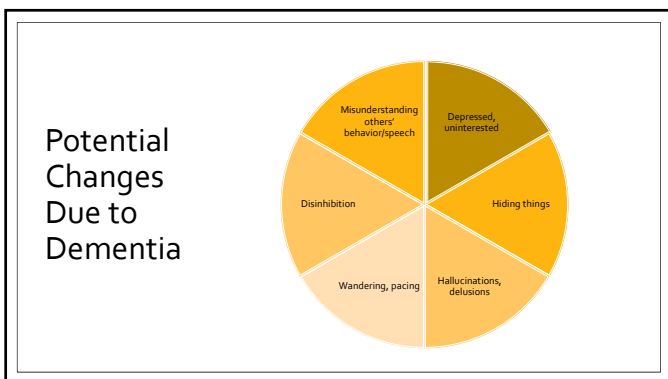 Potential
Changes
Due to
Dementia
Depressed,
uninterested
Hiding things
Hallucinations,
delusions
Wandering, pacing
Disinhibition
Misunderstanding
others'
behavior/speech